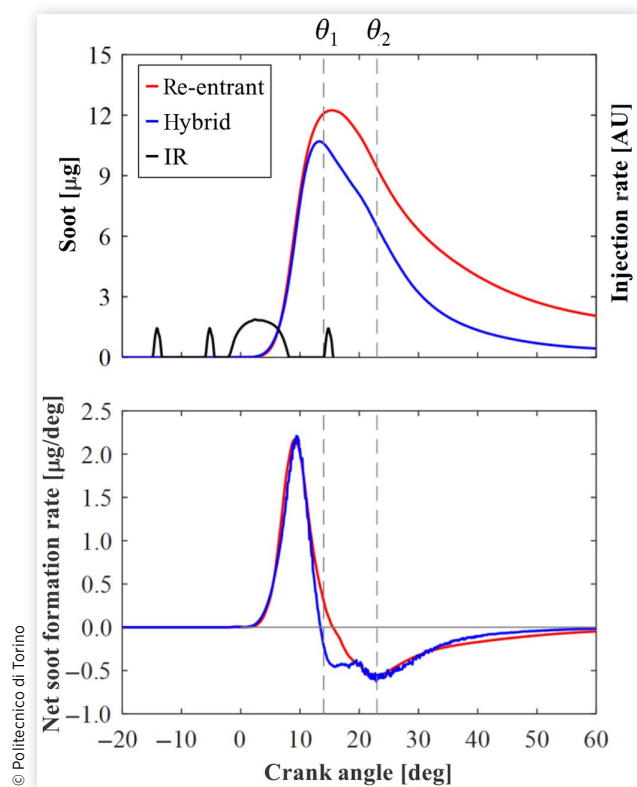 θ1 θ2
15
12
9
6
3
0
Soot [µg]
Injection rate [AU]
Re-entrant
Hybrid
IR
2.5
2.0
1.5
1.0
0.5
0.0
−0.5
−1.0
Net soot formation rate [µg/deg]
−20 −10 0 10 20 30 40 50 60
Crank angle [deg]
© Politecnico di Torino